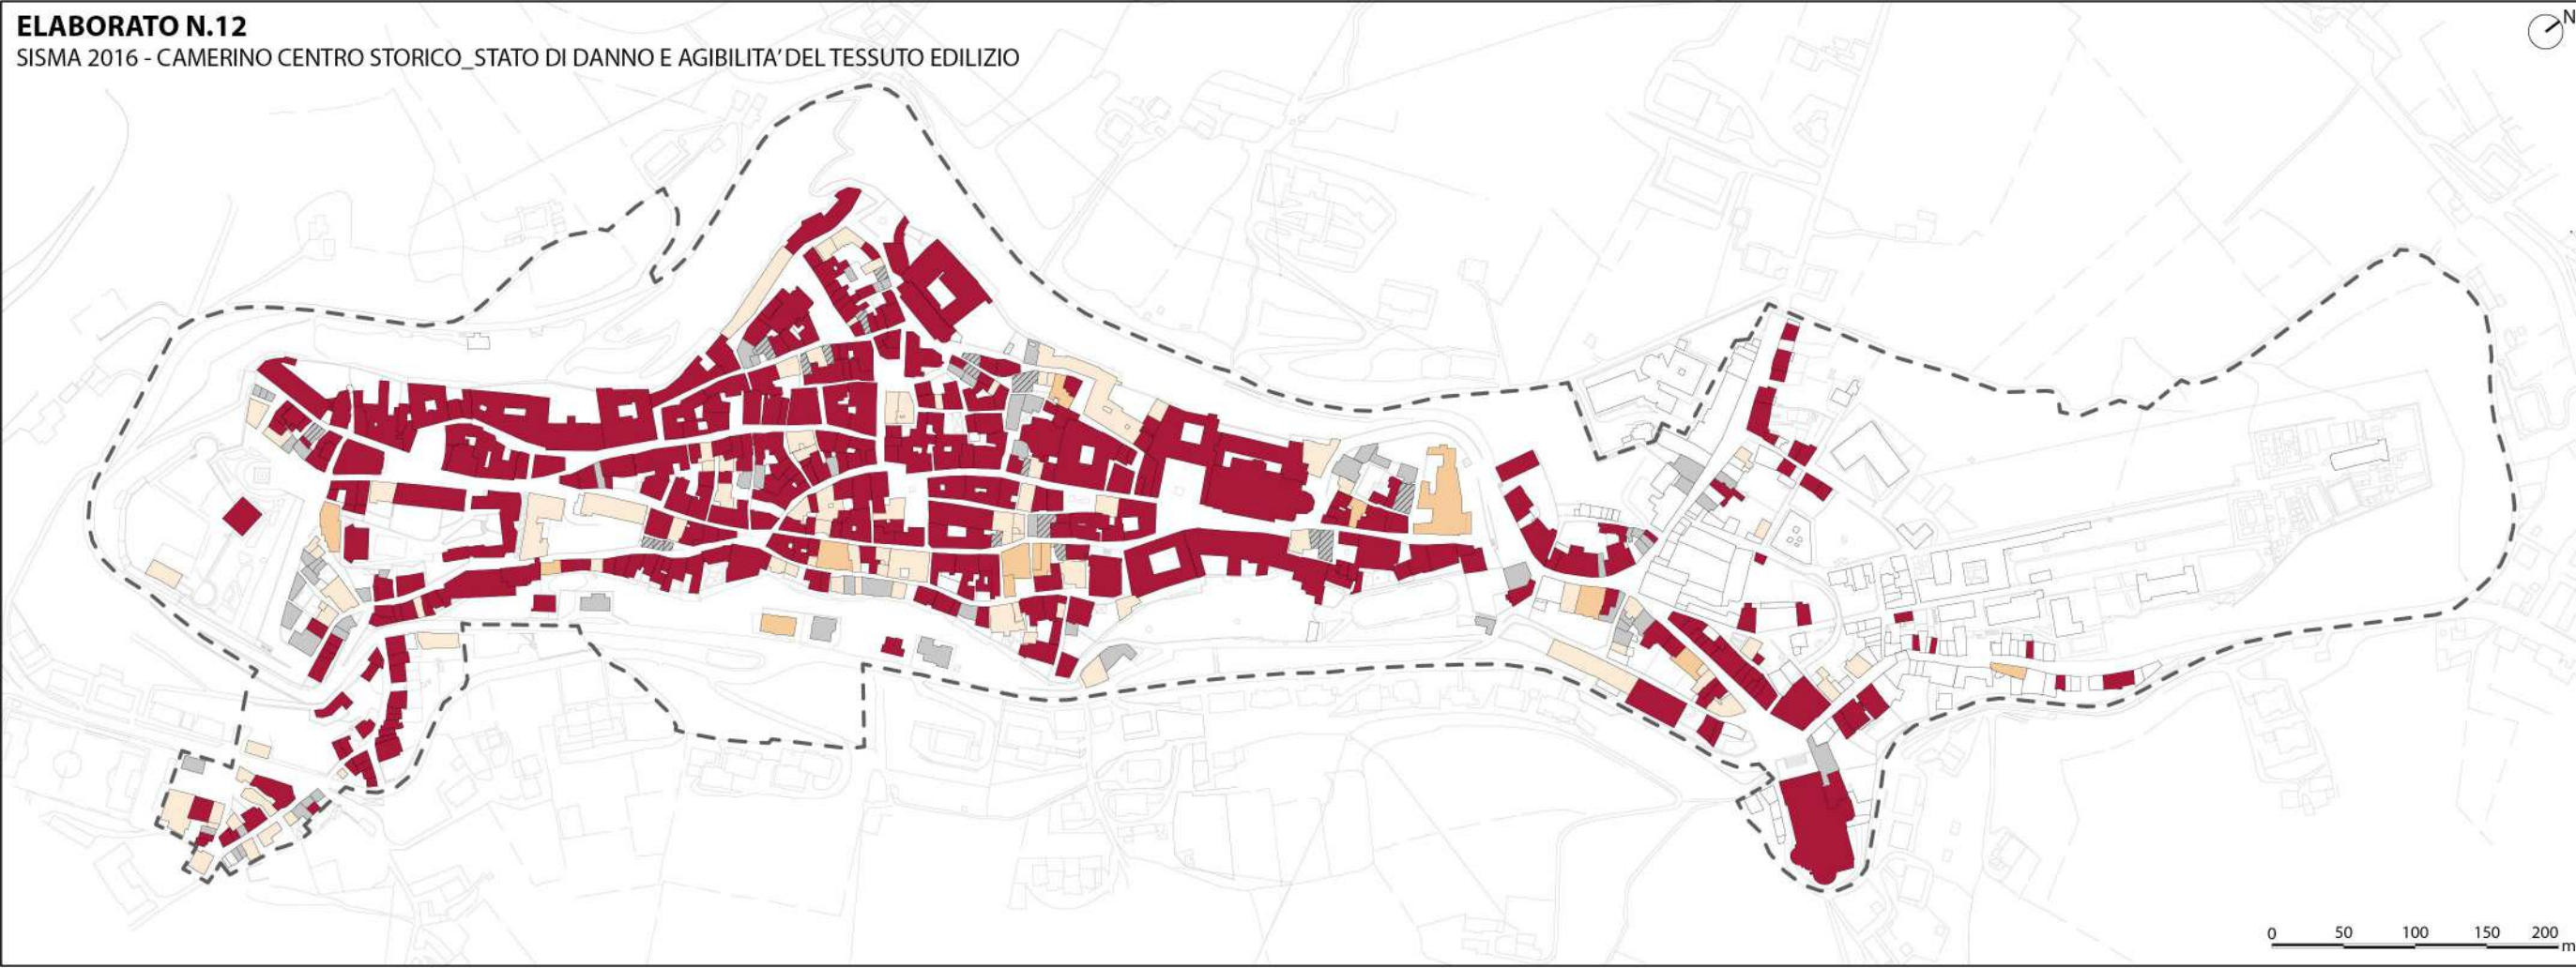 ELABORATO N.12
SISMA 2016 - CAMERINO CENTRO STORICO_STATO DI DANNO E AGIBILITA' DEL TESSUTO EDILIZIO
N
0 50 100 150 200
m